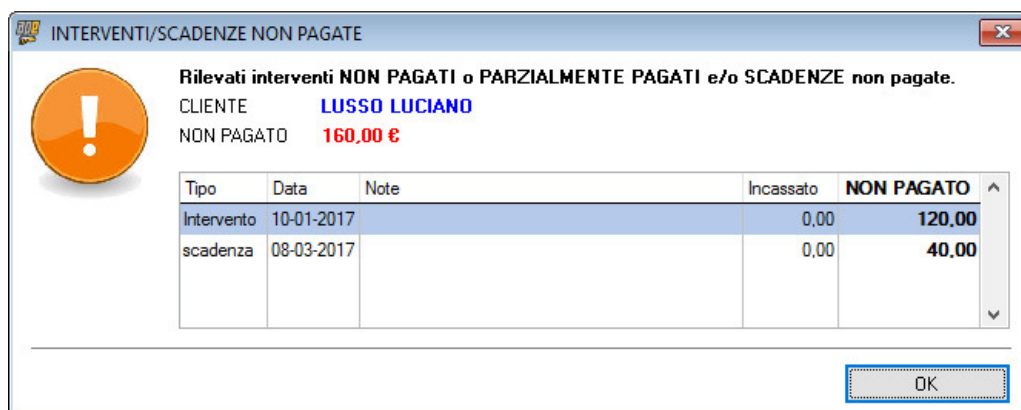 INTERVENTI/SCADENZE NON PAGATE
Rilevati interventi NON PAGATI o PARZIALMENTE PAGATI e/o SCADENZE non pagate.
CLIENTE LUSSO LUCIANO
NON PAGATO 160,00 €
Tipo Data Note Incassato NON PAGATO
Intervento 10-01-2017 0,00 120,00
scadenza 08-03-2017 0,00 40,00
OK